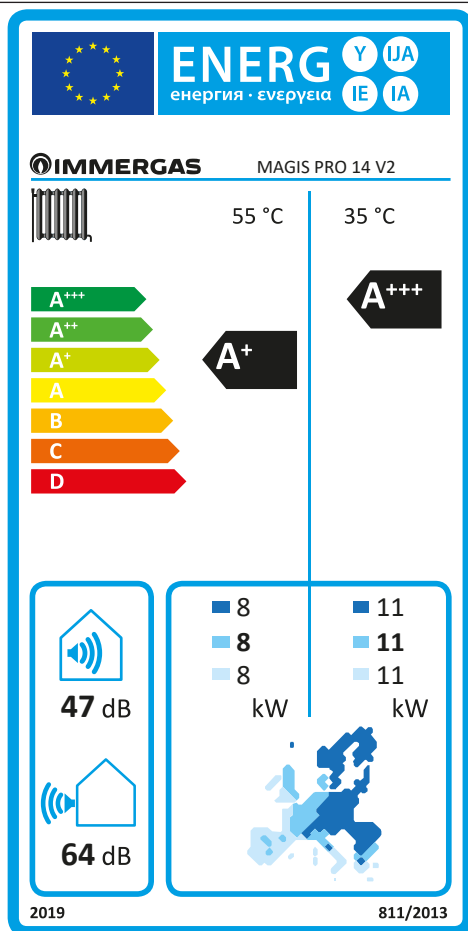 ENERG Y IJA
енергия · ενεργεια IE IA
IMMERGAS MAGIS PRO 14 V2
55 °C 35 °C
A+++
A+++
A++
A+
A+
A
B
C
D
8 11
8 11
8 11
kW kW
47 dB
64 dB
2019 811/2013